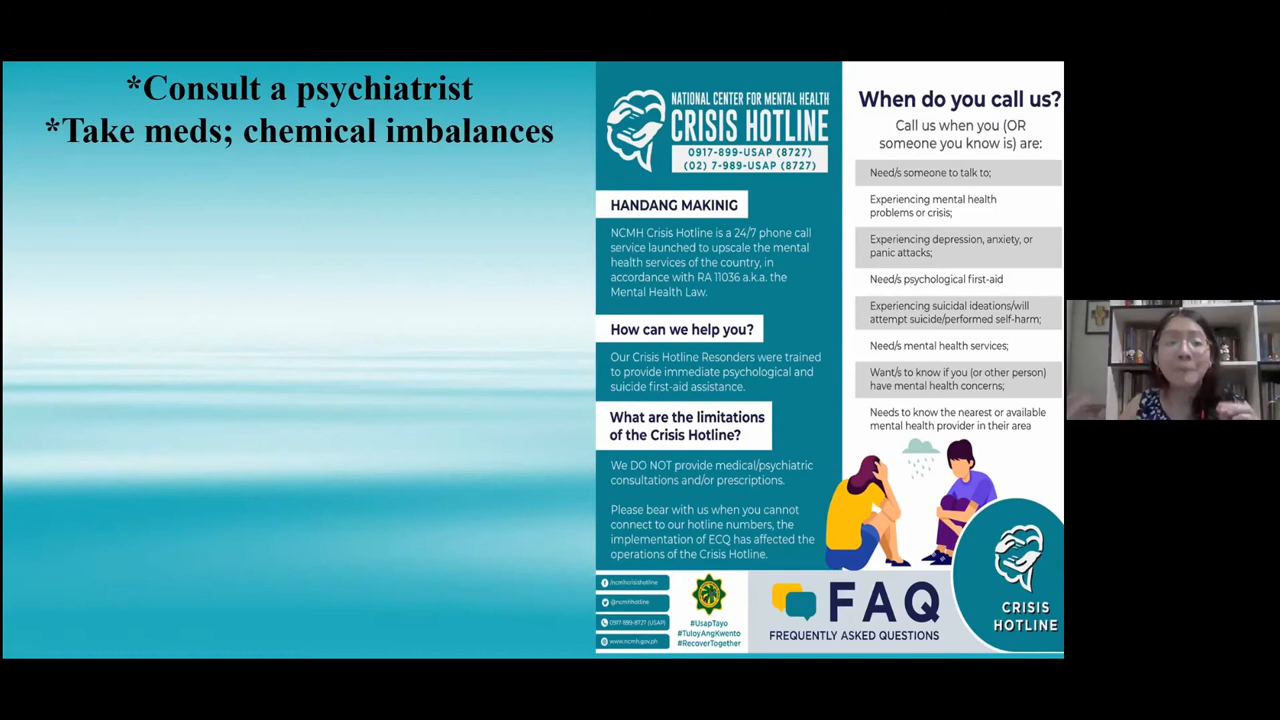 *Consult a psychiatrist
*Take meds; chemical imbalances
NATIONAL CENTER FOR MENTAL HEALTH
CRISIS HOTLINE
0917-899-USAP (8727)
(02) 7-989-USAP (8727)
HANDANG MAKINIG
NCMH Crisis Hotline is a 24/7 phone call
service launched to upscale the mental
health services of the country, in
accordance with RA 11036 a.k.a. the
Mental Health Law.
How can we help you?
Our Crisis Hotline Resonders were trained
to provide immediate psychological and
suicide first-aid assistance.
What are the limitations
of the Crisis Hotline?
We DO NOT provide medical/psychiatric
consultations and/or prescriptions.
Please bear with us when you cannot
connect to our hotline numbers, the
implementation of ECQ has affected the
operations of the Crisis Hotline.
/ncmhcrisishotline
@ncmhhotline
0917-899-8727 (USAP)
www.ncmh.gov.ph
#UsapTayo
#TuloyAngKwento
#RecoverTogether
When do you call us?
Call us when you (OR
someone you know is) are:
Need/s someone to talk to;
Experiencing mental health
problems or crisis;
Experiencing depression, anxiety, or
panic attacks;
Need/s psychological first-aid
Experiencing suicidal ideations/will
attempt suicide/performed self-harm;
Need/s mental health services;
Want/s to know if you (or other person)
have mental health concerns;
Needs to know the nearest or available
mental health provider in their area
FAQ
FREQUENTLY ASKED QUESTIONS
CRISIS
HOTLINE